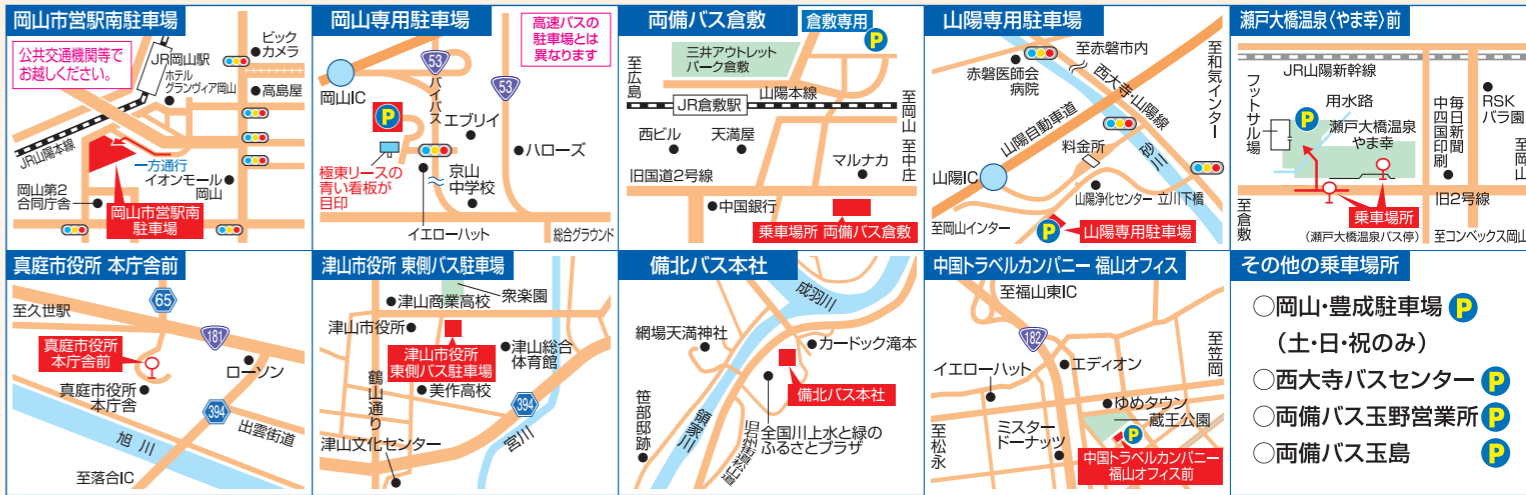 岡山市営駅南駐車場
公共交通機関等で
お越しください。
ビック
カメラ
JR岡山駅
ホテル
グランヴィア岡山
高島屋
JR山陽本線
一方通行
イオンモール
岡山
岡山第2
合同庁舎
岡山市営駅南
駐車場
岡山専用駐車場
高速バスの
駐車場とは
異なります
53
バイパス
53
岡山IC
P
エブリイ
ハローズ
極東リースの
青い看板が
目印
京山
中学校
イエローハット
総合グラウンド
両備バス倉敷
倉敷専用
P
三井アウトレット
パーク倉敷
至広島
山陽本線
JR倉敷駅
至岡山
西ビル
天満屋
マルナカ
至中庄
旧国道2号線
中国銀行
乗車場所 両備バス倉敷
山陽専用駐車場
至赤磐市内
至和気インター
赤磐医師会
病院
西大寺・山陽線
山陽自動車道
料金所
砂川
山陽IC
山陽浄化センター
立川下橋
至岡山インター
P
山陽専用駐車場
瀬戸大橋温泉〈やま幸〉前
JR山陽新幹線
フットサル場
P
用水路
瀬戸大橋温泉
やま幸
毎日新聞
中四国印刷
RSK
バラ園
至岡山
乗車場所
旧2号線
至倉敷
(瀬戸大橋温泉バス停)
至コンベックス岡山
真庭市役所 本庁舎前
65
至久世駅
181
真庭市役所
本庁舎前
ローソン
真庭市役所
本庁舎
394
旭川
出雲街道
至落合IC
津山市役所 東側バス駐車場
衆楽園
津山商業高校
津山市役所
津山市役所
東側バス駐車場
津山総合
体育館
鶴山通り
美作高校
394
宮川
津山文化センター
備北バス本社
成羽川
網場天満神社
カードック滝本
備北バス本社
笹部邸跡
領家川
旧石州街道松山道
全国川上水と緑の
ふるさとプラザ
中国トラベルカンパニー 福山オフィス
至福山東IC
182
至笠岡
エディオン
イエローハット
ゆめタウン
蔵王公園
至松永
ミスター
ドーナッツ
P
中国トラベルカンパニー
福山オフィス前
その他の乗車場所
○岡山・豊成駐車場 P
(土・日・祝のみ)
○西大寺バスセンター P
○両備バス玉野営業所 P
○両備バス玉島 P